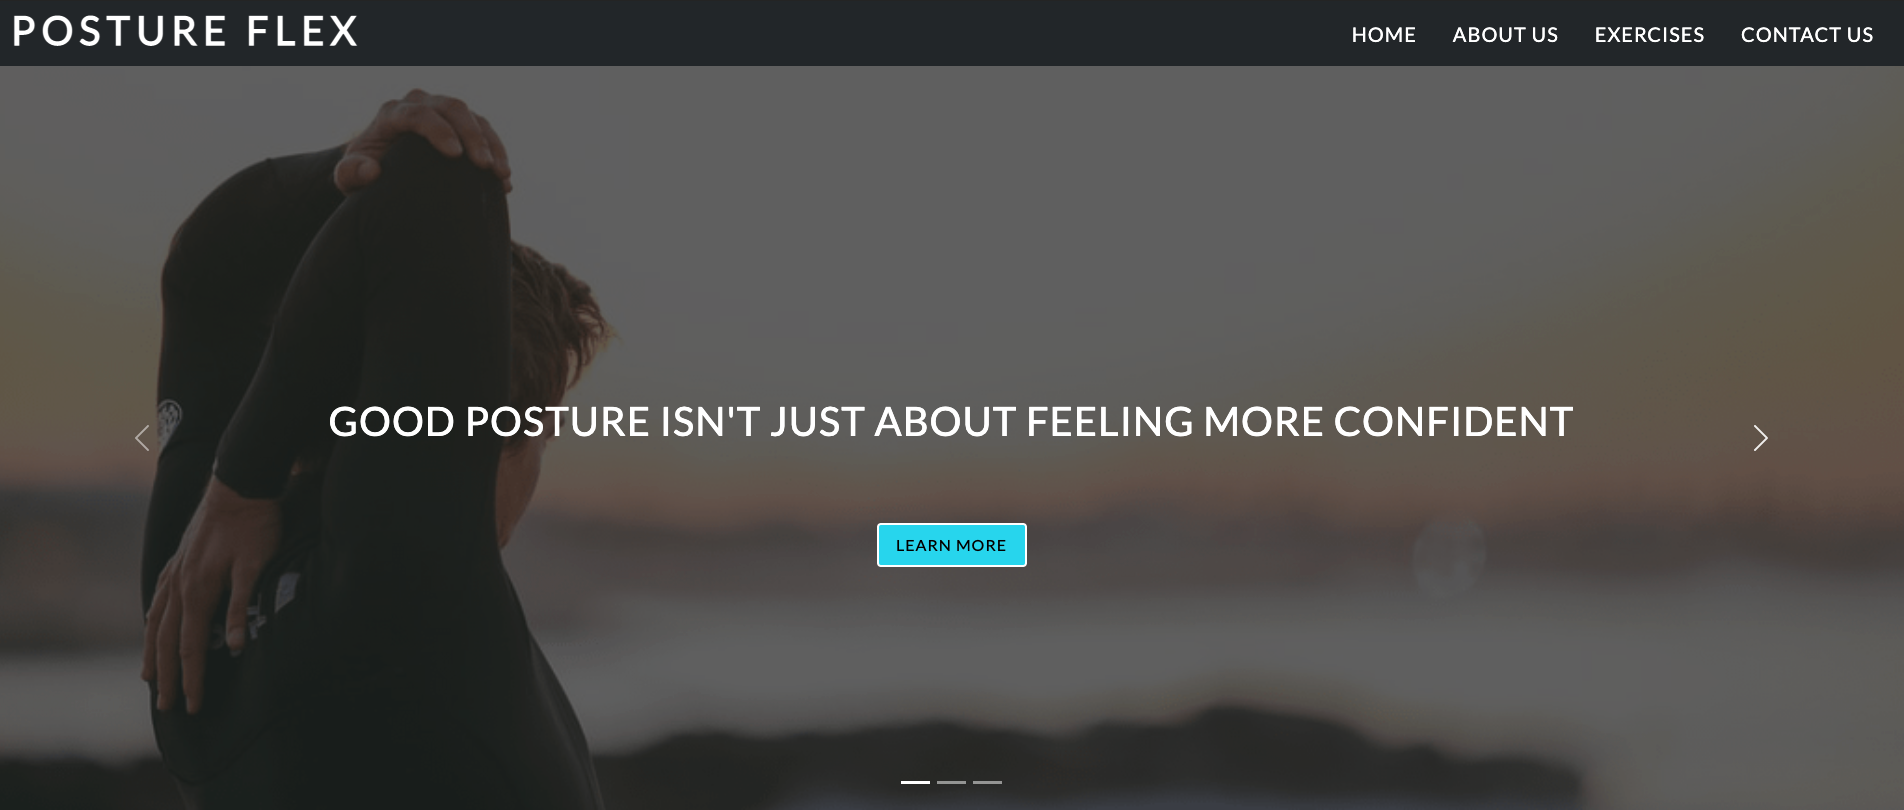 POSTURE FLEX
HOME ABOUT US EXERCISES CONTACT US
GOOD POSTURE ISN'T JUST ABOUT FEELING MORE CONFIDENT
LEARN MORE